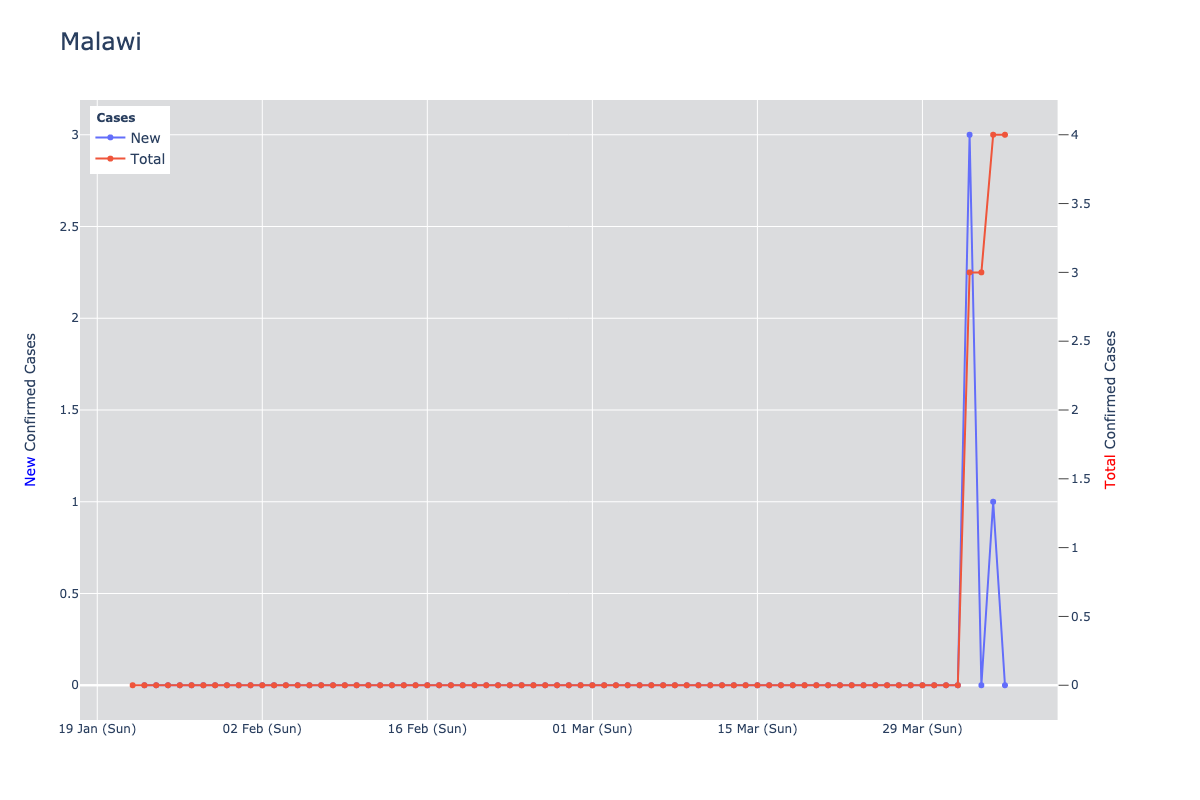 Malawi
Cases
New
Total
3
2.5
2
1.5
1
0.5
0
New Confirmed Cases
4
3.5
3
2.5
2
1.5
1
0.5
0
Total Confirmed Cases
19 Jan (Sun) 02 Feb (Sun) 16 Feb (Sun) 01 Mar (Sun) 15 Mar (Sun) 29 Mar (Sun)